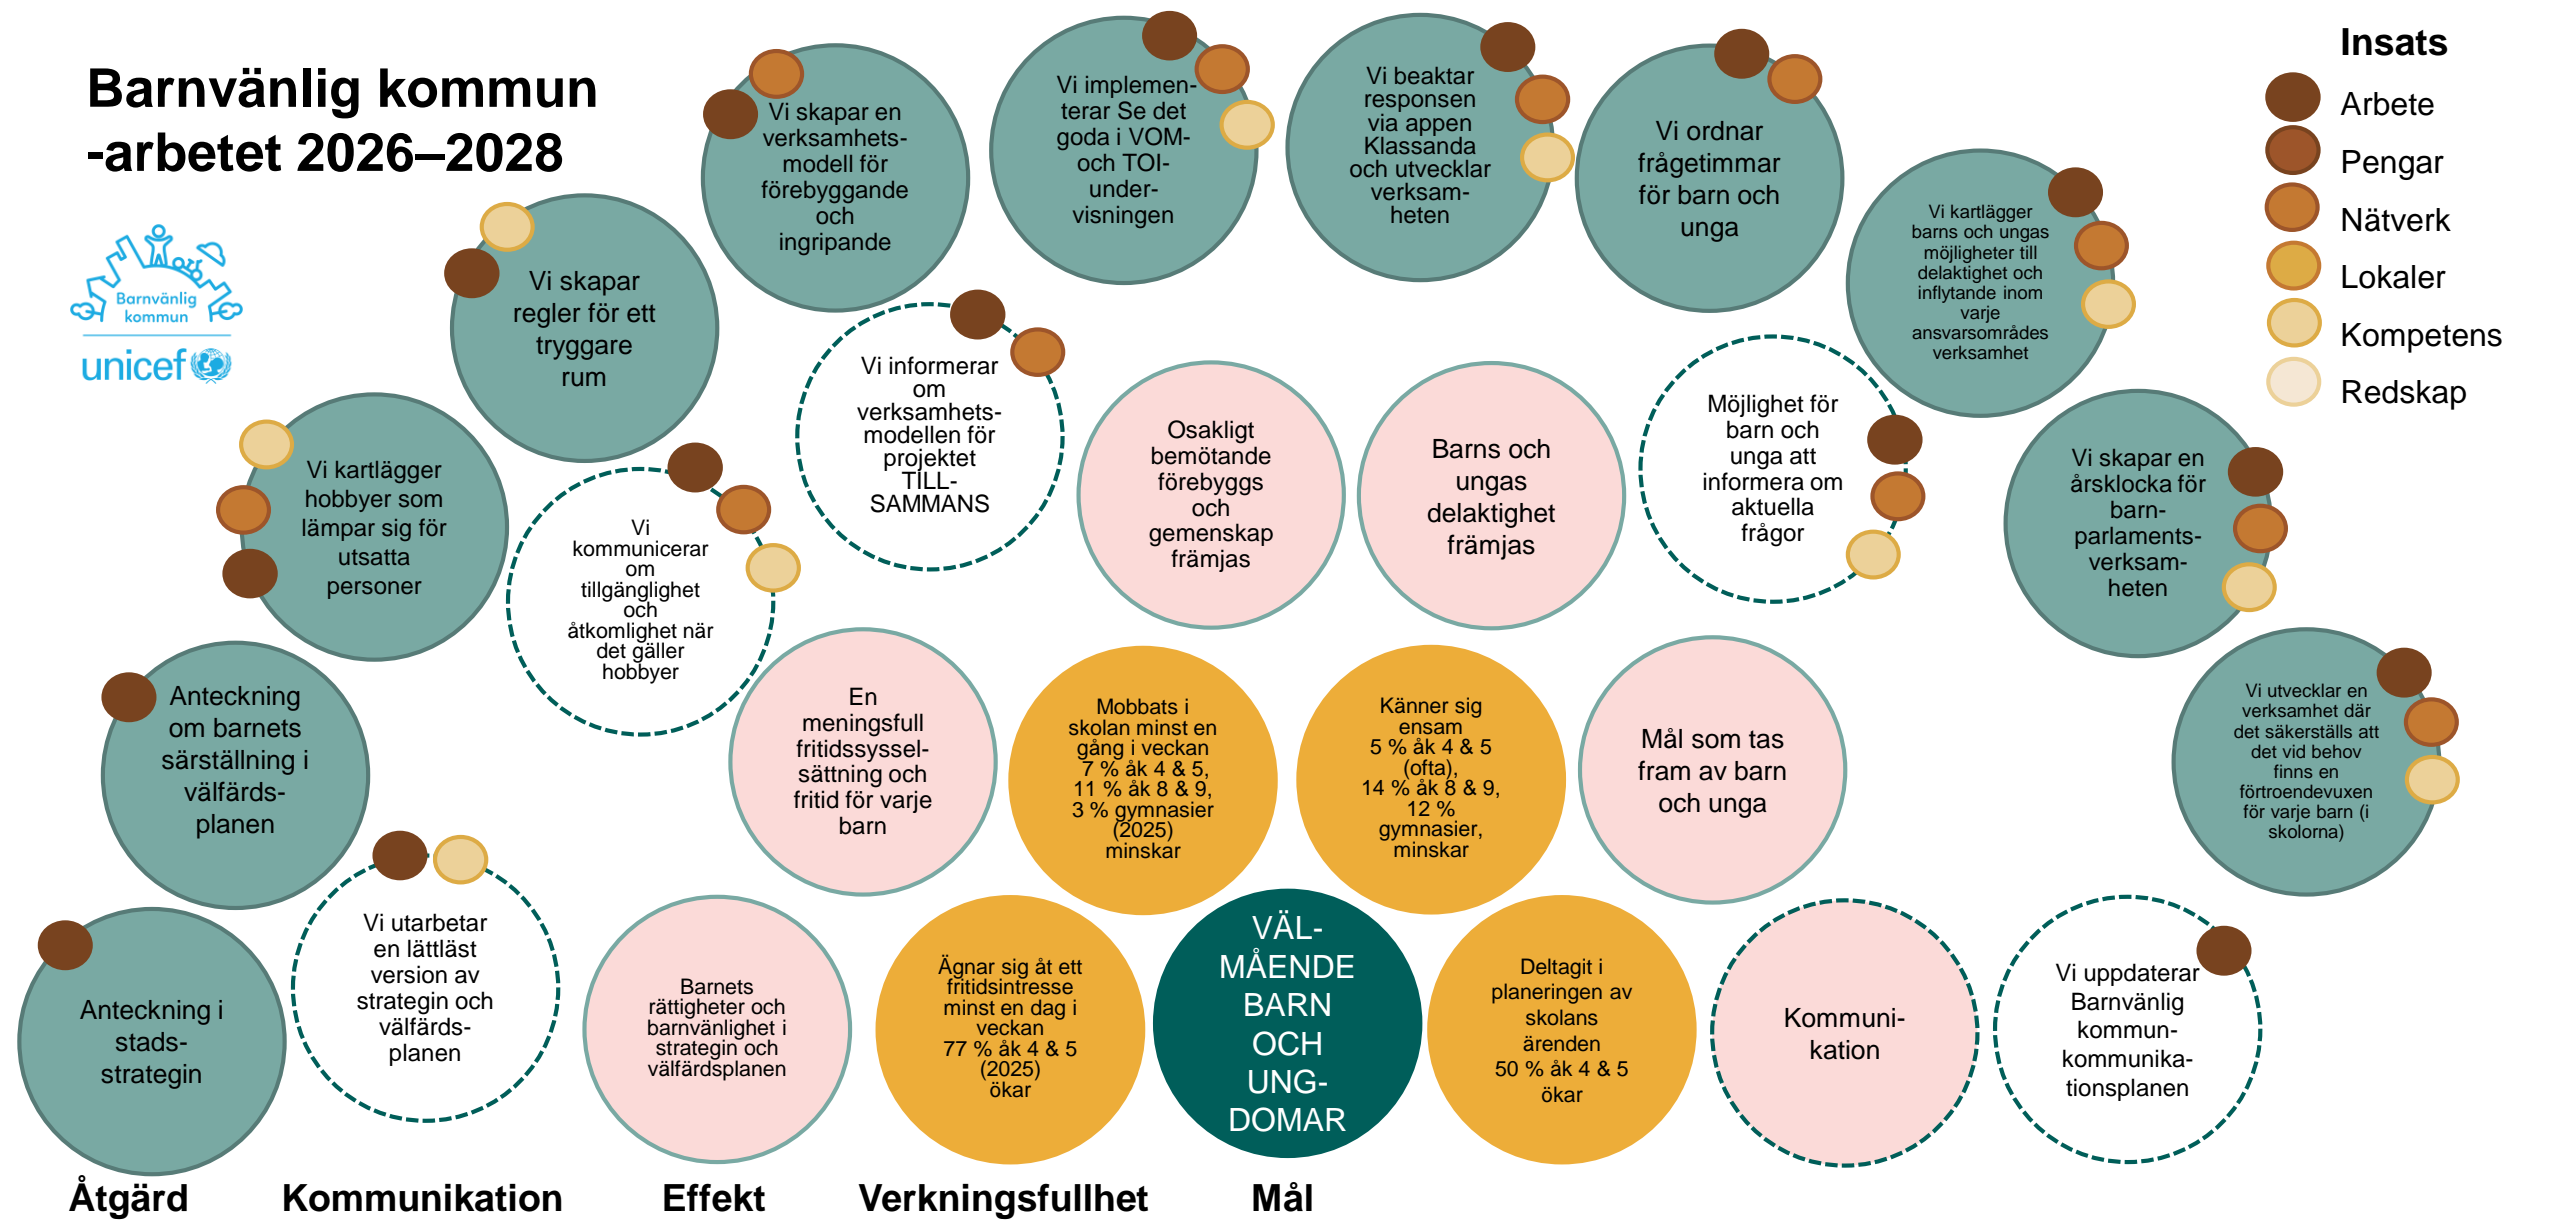 Barnvänlig kommun
-arbetet 2026–2028
Barnvänlig
kommun
unicef
Insats
Arbete
Pengar
Nätverk
Lokaler
Kompetens
Redskap
Anteckning i
stads-
strategin
Anteckning
om barnets
särställning i
välfärds-
planen
Vi kartlägger
hobbyer som
lämpar sig för
utsatta
personer
Vi skapar
regler för ett
tryggare
rum
Vi skapar en
verksamhets-
modell för
förebyggande
och
ingripande
Vi implemen-
terar Se det
goda i VOM-
och TOI-
under-
visningen
Vi beaktar
responsen
via appen
Klassanda
och utvecklar
verksam-
heten
Vi ordnar
frågetimmar
för barn och
unga
Vi kartlägger
barns och ungas
möjligheter till
delaktighet och
inflytande inom
varje
ansvarsområdes
verksamhet
Vi skapar en
årsklocka för
barn-
parlaments-
verksam-
heten
Vi utvecklar en
verksamhet där
det säkerställs att
det vid behov
finns en
förtroendevuxen
för varje barn (i
skolorna)
Vi utarbetar
en lättläst
version av
strategin och
välfärds-
planen
Vi
kommunicerar
om
tillgänglighet
och
åtkomlighet när
det gäller
hobbyer
Vi informerar
om
verksamhets-
modellen för
projektet
TILL-
SAMMANS
Möjlighet för
barn och
unga att
informera om
aktuella
frågor
Vi uppdaterar
Barnvänlig
kommun-
kommunika-
tionsplanen
Barnets
rättigheter och
barnvänlighet i
strategin och
välfärdsplanen
En
meningsfull
fritidssyssel-
sättning och
fritid för varje
barn
Osakligt
bemötande
förebyggs
och
gemenskap
främjas
Barns och
ungas
delaktighet
främjas
Mål som tas
fram av barn
och unga
Kommuni-
kation
Ägnar sig åt ett
fritidsintresse
minst en dag i
veckan
77 % åk 4 & 5
(2025)
ökar
Mobbats i
skolan minst en
gång i veckan
7 % åk 4 & 5,
11 % åk 8 & 9,
3 % gymnasier
(2025)
minskar
Känner sig
ensam
5 % åk 4 & 5
(ofta),
14 % åk 8 & 9,
12 %
gymnasier,
minskar
Deltagit i
planeringen av
skolans
ärenden
50 % åk 4 & 5
ökar
VÄL-
MÅENDE
BARN
OCH
UNG-
DOMAR
Åtgärd
Kommunikation
Effekt
Verkningsfullhet
Mål